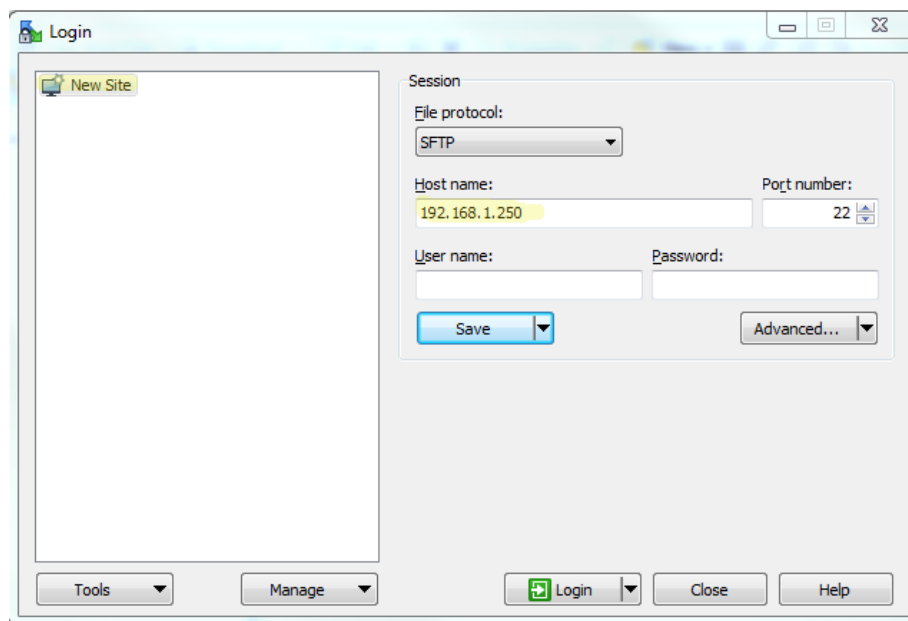 Login
New Site
Session
File protocol:
SFTP
Host name:
Port number:
192.168.1.250
22
User name:
Password:
Save
Advanced...
Tools
Manage
Login
Close
Help